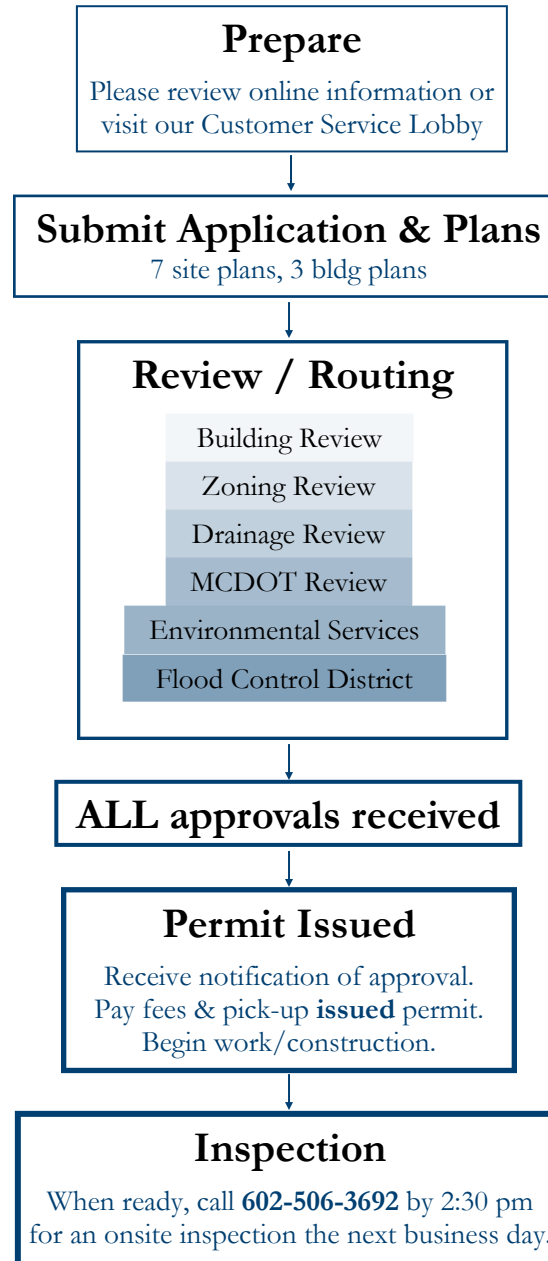 Prepare
Please review online information or
visit our Customer Service Lobby
Submit Application & Plans
7 site plans, 3 bldg plans
Review / Routing
Building Review
Zoning Review
Drainage Review
MCDOT Review
Environmental Services
Flood Control District
ALL approvals received
Permit Issued
Receive notification of approval.
Pay fees & pick-up issued permit.
Begin work/construction.
Inspection
When ready, call 602-506-3692 by 2:30 pm
for an onsite inspection the next business day.